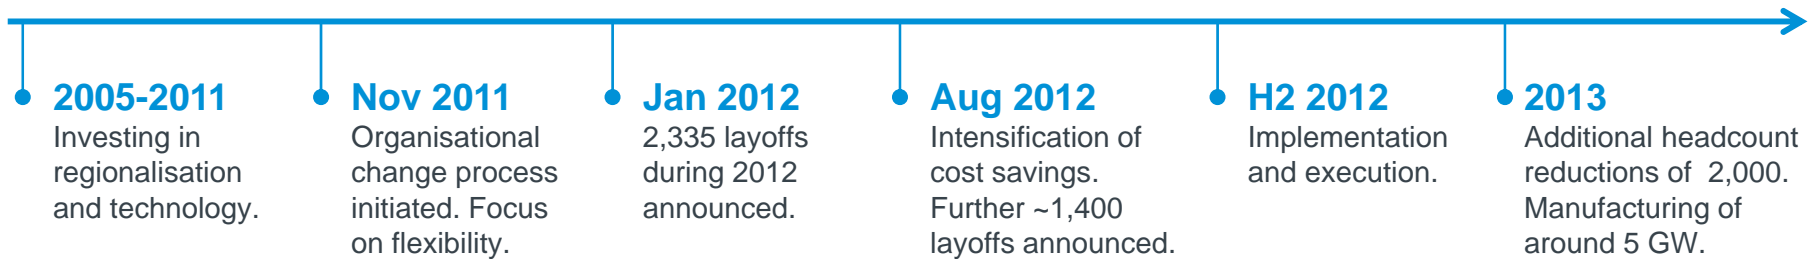 2005-2011
Investing in
regionalisation
and technology.
Nov 2011
Organisational
change process
initiated. Focus
on flexibility.
Jan 2012
2,335 layoffs
during 2012
announced.
Aug 2012
Intensification of
cost savings.
Further ~1,400
layoffs announced.
H2 2012
Implementation
and execution.
2013
Additional headcount
reductions of  2,000.
Manufacturing of
around 5 GW.